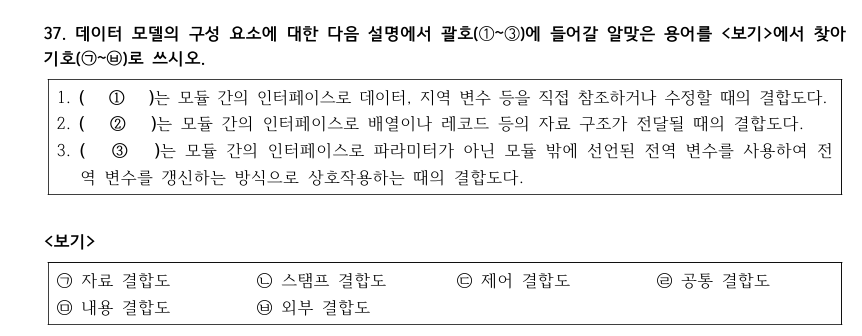 37. 데이터 모델의 구성 요소에 대한 다음 설명에서 괄호(①~③)에 들어갈 알맞은 용어를 <보기>에서 찾아
기호(㉠~㉥)로 쓰시오.
1. ( ① )는 모듈 간의 인터페이스로 데이터, 지역 변수 등을 직접 참조하거나 수정할 때의 결합도다.
2. ( ② )는 모듈 간의 인터페이스로 배열이나 레코드 등의 자료 구조가 전달될 때의 결합도다.
3. ( ③ )는 모듈 간의 인터페이스로 파라미터가 아닌 모듈 밖에 선언된 전역 변수를 사용하여 전
역 변수를 갱신하는 방식으로 상호작용하는 때의 결합도다.
<보기>
㉠ 자료 결합도 ㉡ 스탬프 결합도 ㉢ 제어 결합도 ㉣ 공통 결합도
㉤ 내용 결합도 ㉥ 외부 결합도